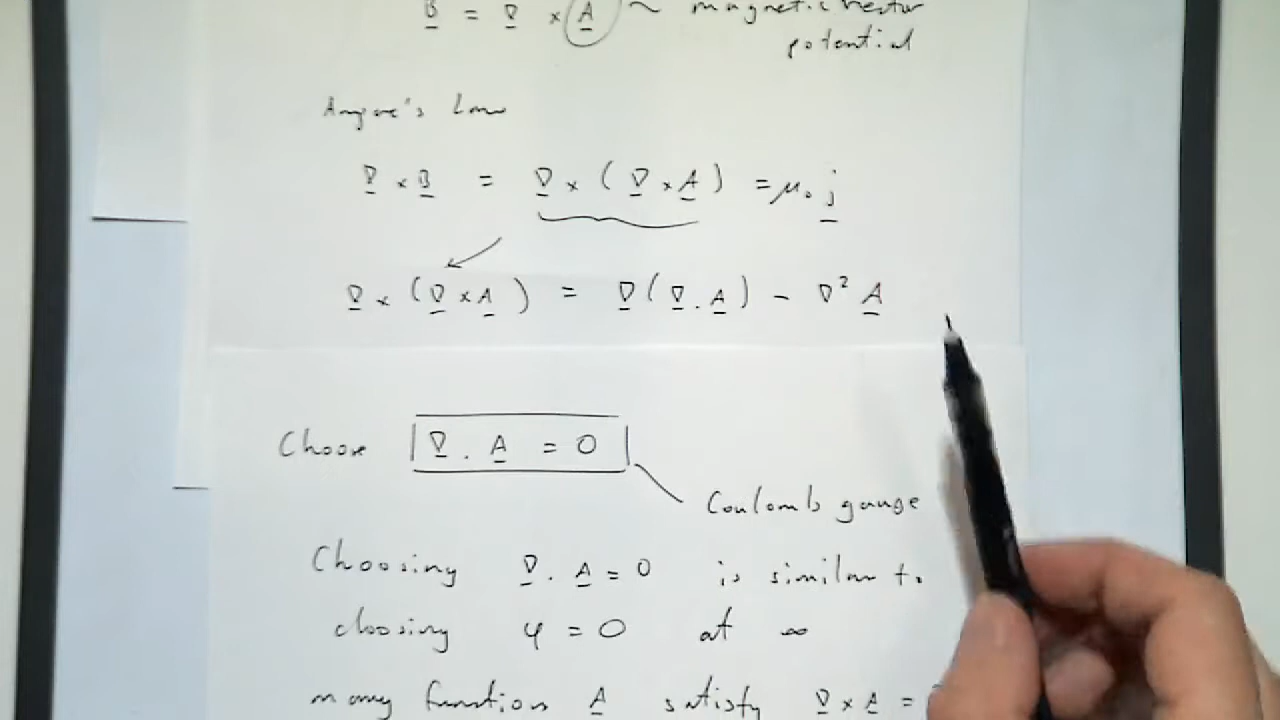 B = ∇ × A ~ magnetic vector
potential
Ampere's Law
∇ × B = ∇ × (∇ × A) = μ₀ j
∇ × (∇ × A) = ∇(∇ . A) - ∇² A
Choose ∇ . A = 0
Coulomb gauge
Choosing ∇ . A = 0 is similar to
choosing φ = 0 at ∞
many function A satisfy ∇ × A =